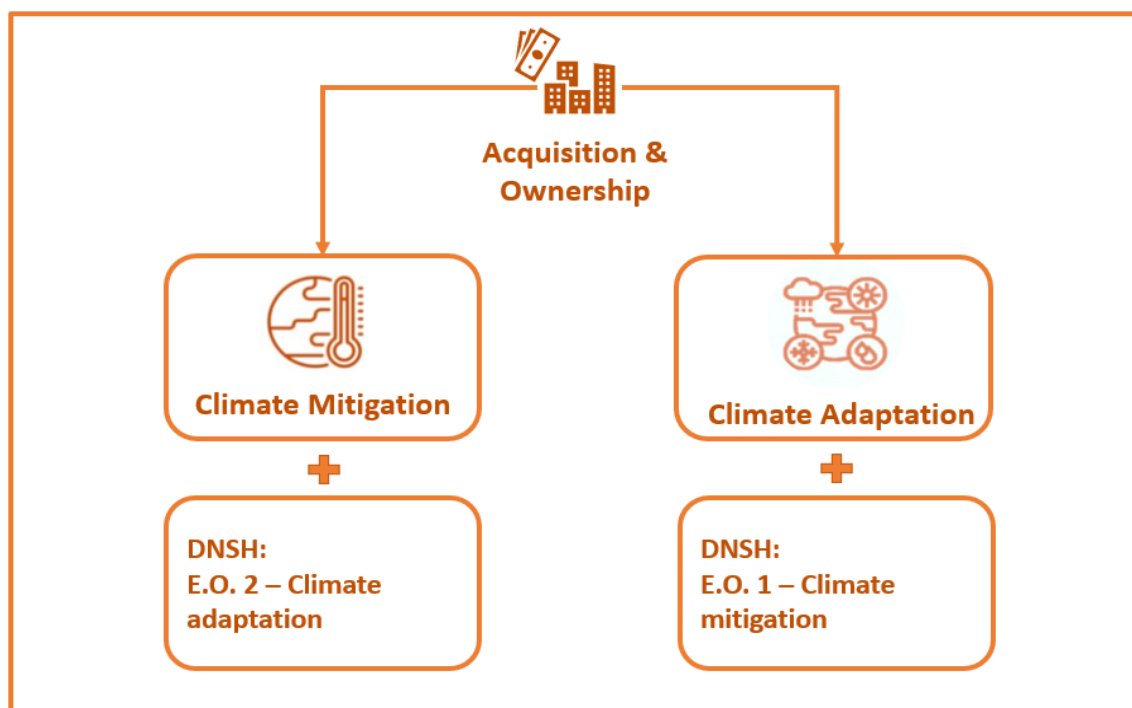 Acquisition &
Ownership
Climate Mitigation
Climate Adaptation
DNSH:
E.O. 2 – Climate
adaptation
DNSH:
E.O. 1 – Climate
mitigation